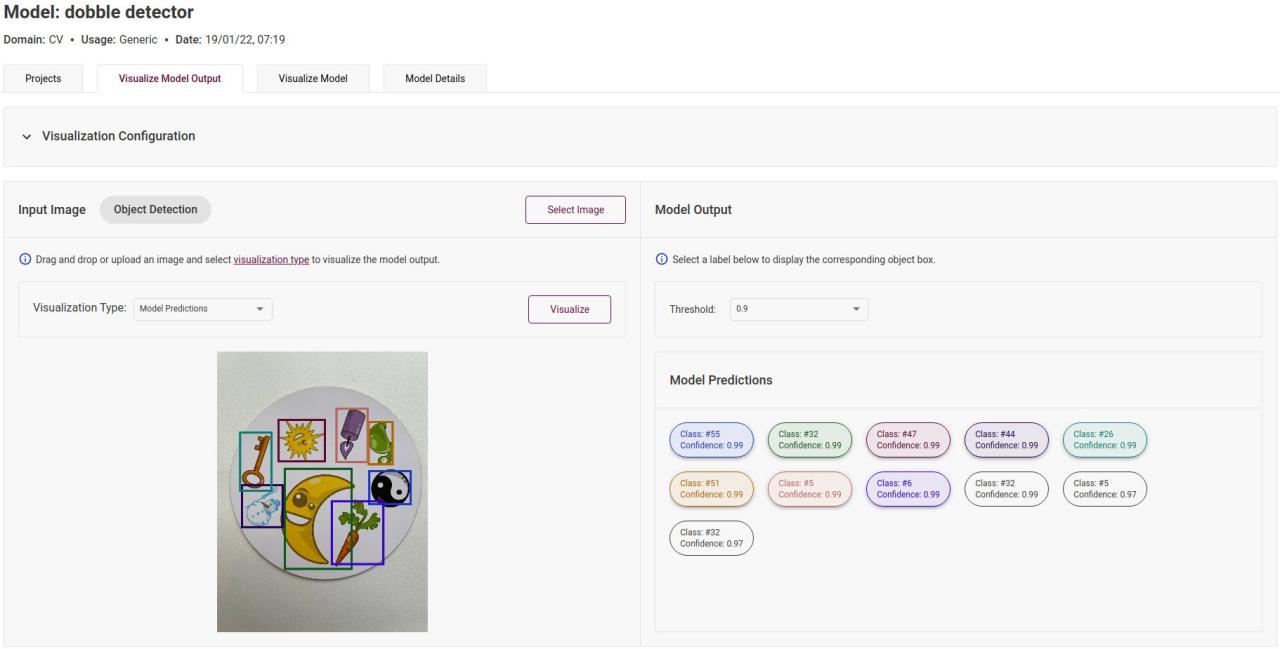 Model: dobble detector
Domain: CV • Usage: Generic • Date: 19/01/22, 07:19
Projects
Visualize Model Output
Visualize Model
Model Details
Visualization Configuration
Input Image
Object Detection
Select Image
Drag and drop or upload an image and select visualization type to visualize the model output.
Visualization Type:
Model Predictions
Visualize
Model Output
Select a label below to display the corresponding object box.
Threshold:
0.9
Model Predictions
Class: #55
Confidence: 0.99
Class: #32
Confidence: 0.99
Class: #47
Confidence: 0.99
Class: #44
Confidence: 0.99
Class: #26
Confidence: 0.99
Class: #51
Confidence: 0.99
Class: #5
Confidence: 0.99
Class: #6
Confidence: 0.99
Class: #32
Confidence: 0.99
Class: #5
Confidence: 0.97
Class: #32
Confidence: 0.97